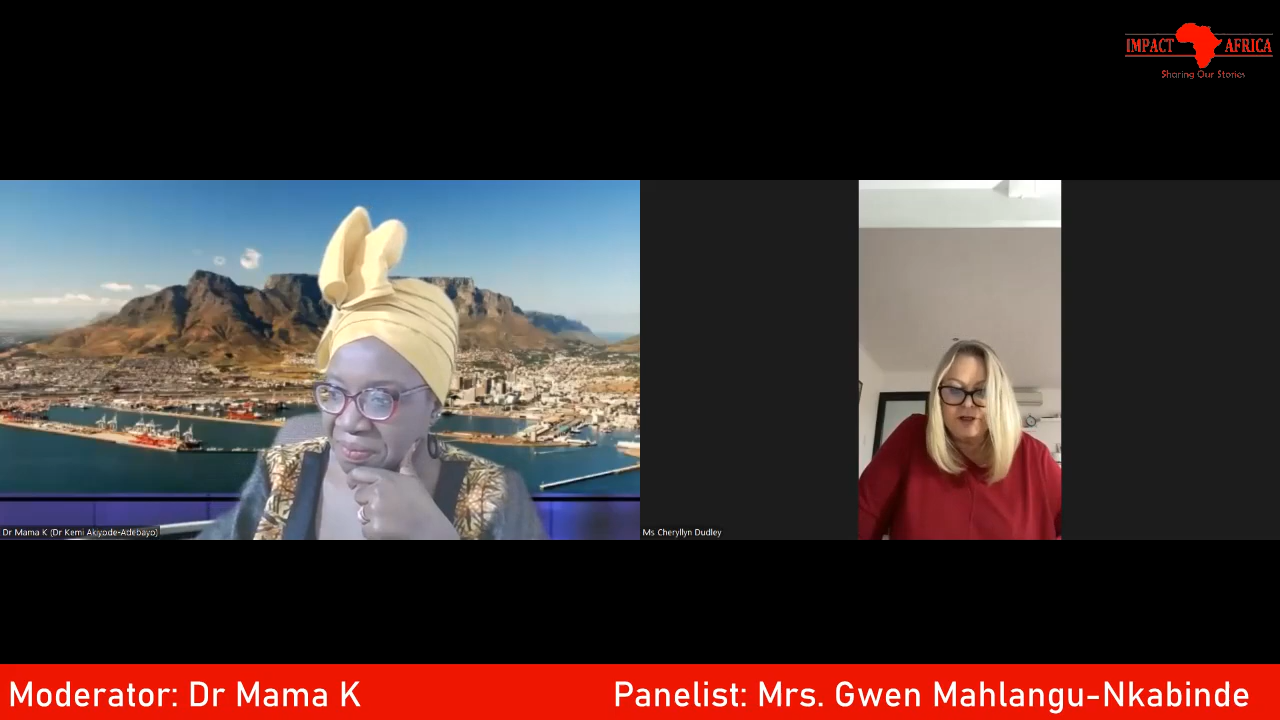 IMPACT AFRICA
Sharing Our Stories
Dr Mama K (Dr Kemi Akiyode-Adebayo)
Ms Cheryllyn Dudley
Moderator: Dr Mama K
Panelist: Mrs. Gwen Mahlangu-Nkabinde